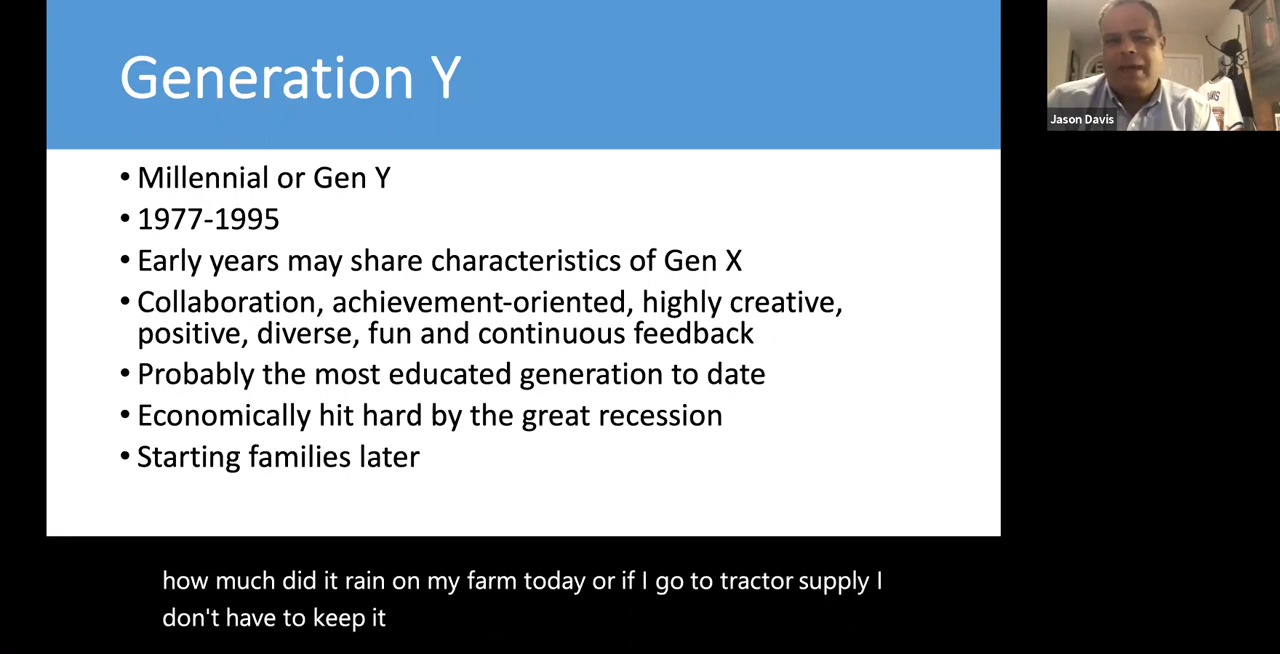 Generation Y
• Millennial or Gen Y
• 1977-1995
• Early years may share characteristics of Gen X
• Collaboration, achievement-oriented, highly creative,
positive, diverse, fun and continuous feedback
• Probably the most educated generation to date
• Economically hit hard by the great recession
• Starting families later
Jason Davis
how much did it rain on my farm today or if I go to tractor supply I
don't have to keep it